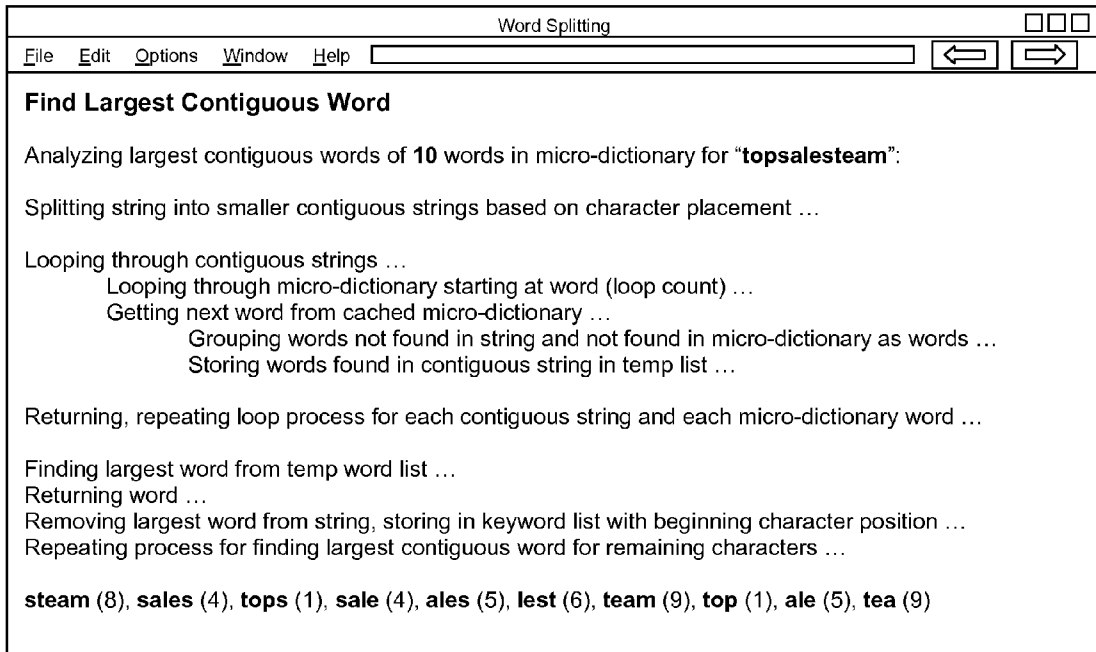 Word Splitting
File Edit Options Window Help
Find Largest Contiguous Word
Analyzing largest contiguous words of 10 words in micro-dictionary for “topsalesteam”:
Splitting string into smaller contiguous strings based on character placement …
Looping through contiguous strings …
Looping through micro-dictionary starting at word (loop count) …
Getting next word from cached micro-dictionary …
Grouping words not found in string and not found in micro-dictionary as words …
Storing words found in contiguous string in temp list …
Returning, repeating loop process for each contiguous string and each micro-dictionary word …
Finding largest word from temp word list …
Returning word …
Removing largest word from string, storing in keyword list with beginning character position …
Repeating process for finding largest contiguous word for remaining characters …
steam (8), sales (4), tops (1), sale (4), ales (5), lest (6), team (9), top (1), ale (5), tea (9)